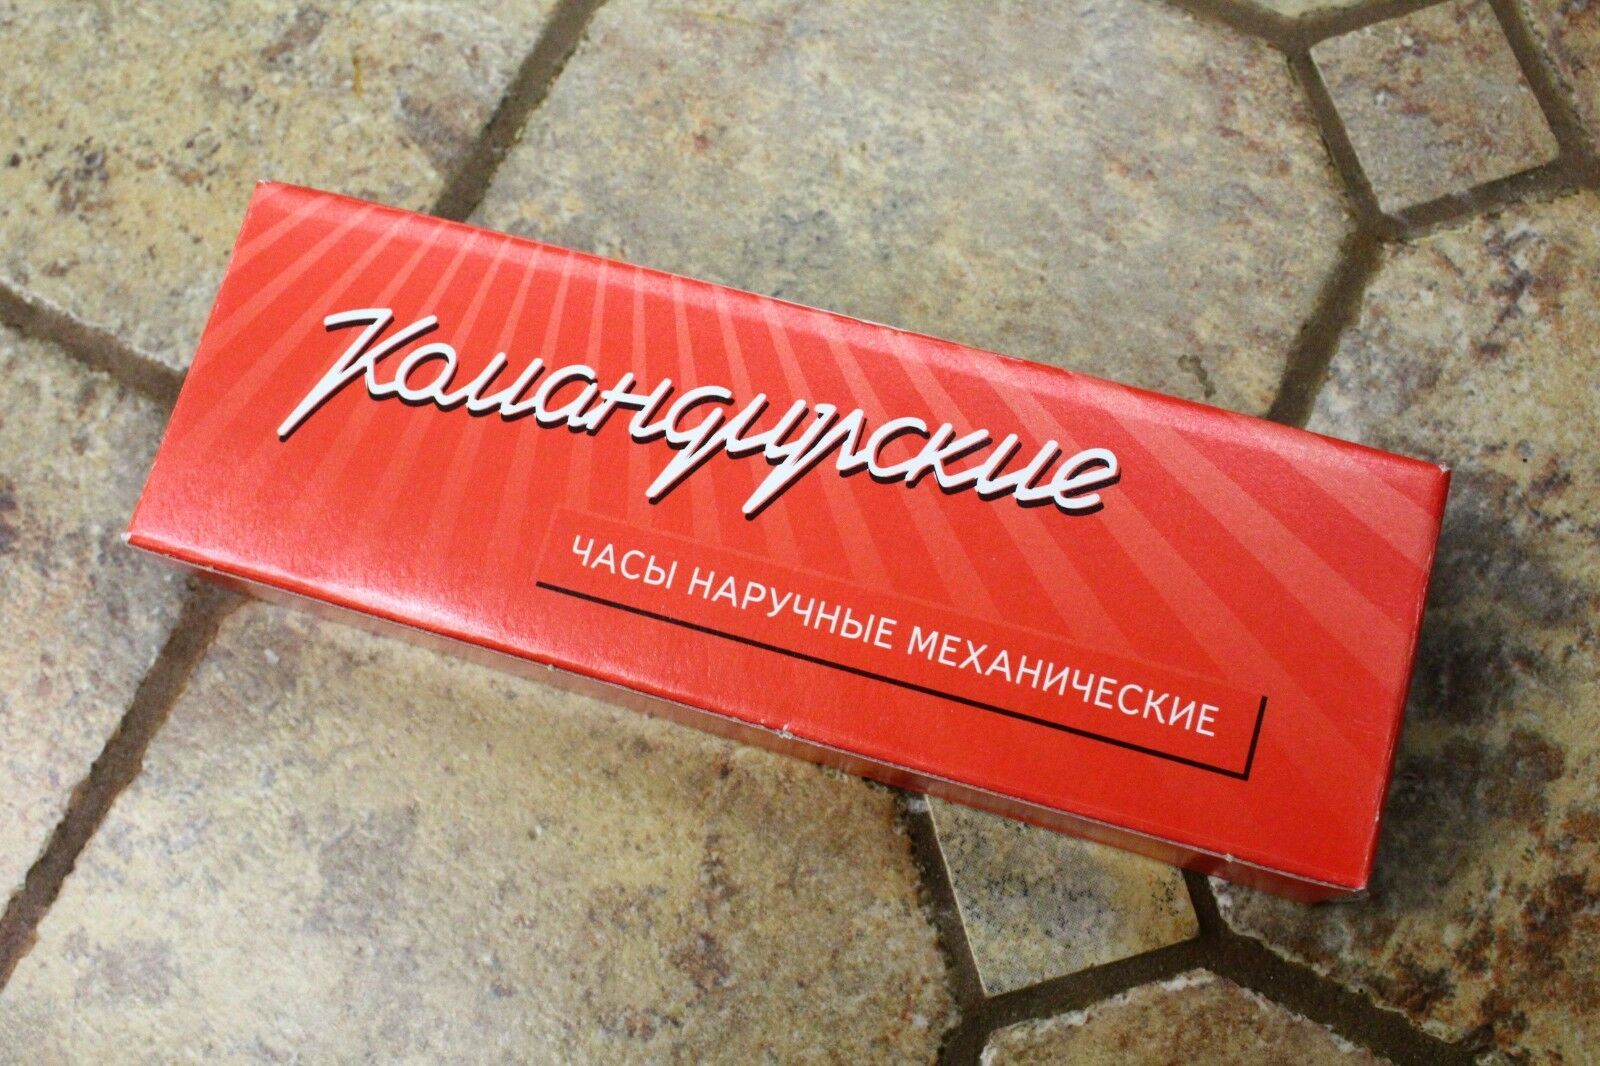 Командирские
ЧАСЫ НАРУЧНЫЕ МЕХАНИЧЕСКИЕ